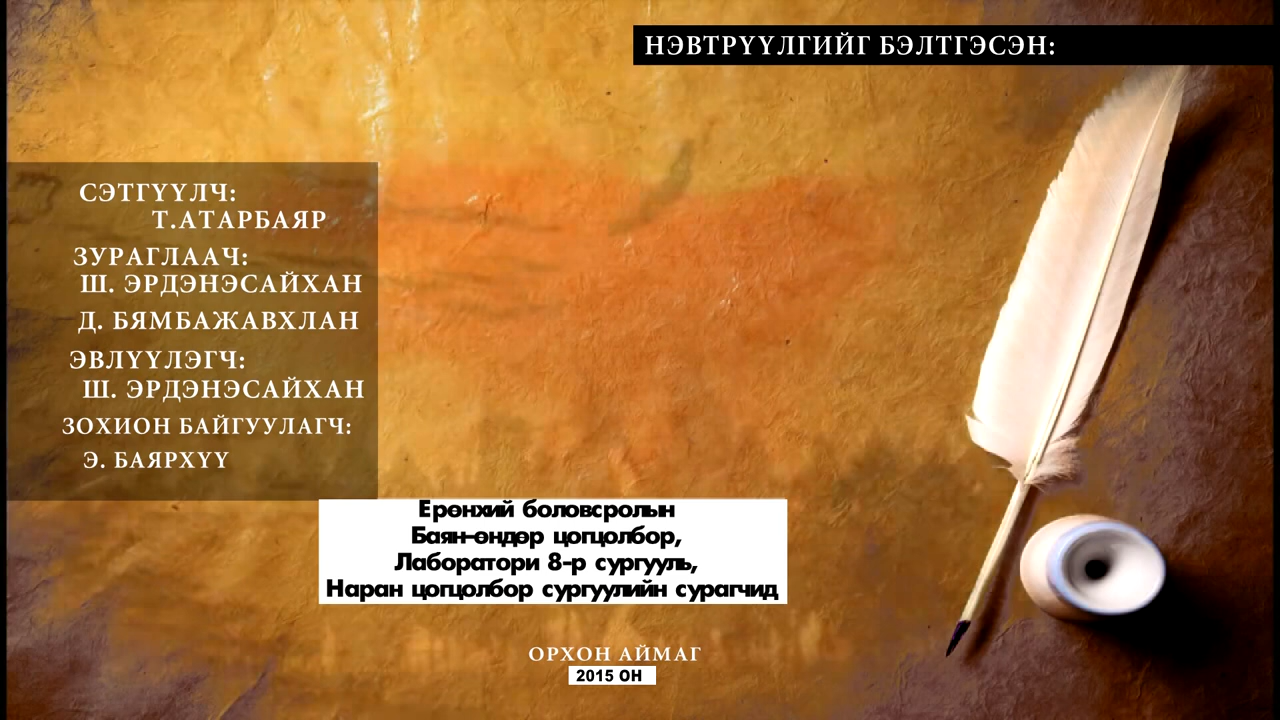 НЭВТРҮҮЛГИЙГ БЭЛТГЭСЭН:
СЭТГҮҮЛЧ:
Т.АТАРБАЯР
ЗУРАГЛААЧ:
Ш. ЭРДЭНЭСАЙХАН
Д. БЯМБАЖАВХЛАН
ЭВЛҮҮЛЭГЧ:
Ш. ЭРДЭНЭСАЙХАН
ЗОХИОН БАЙГУУЛАГЧ:
Э. БАЯРХҮҮ
Ерөнхий боловсролын
Баян-өндөр цогцолбор,
Лаборатори 8-р сургууль,
Наран цогцолбор сургуулийн сурагчид
ОРХОН АЙМАГ
2015 ОН